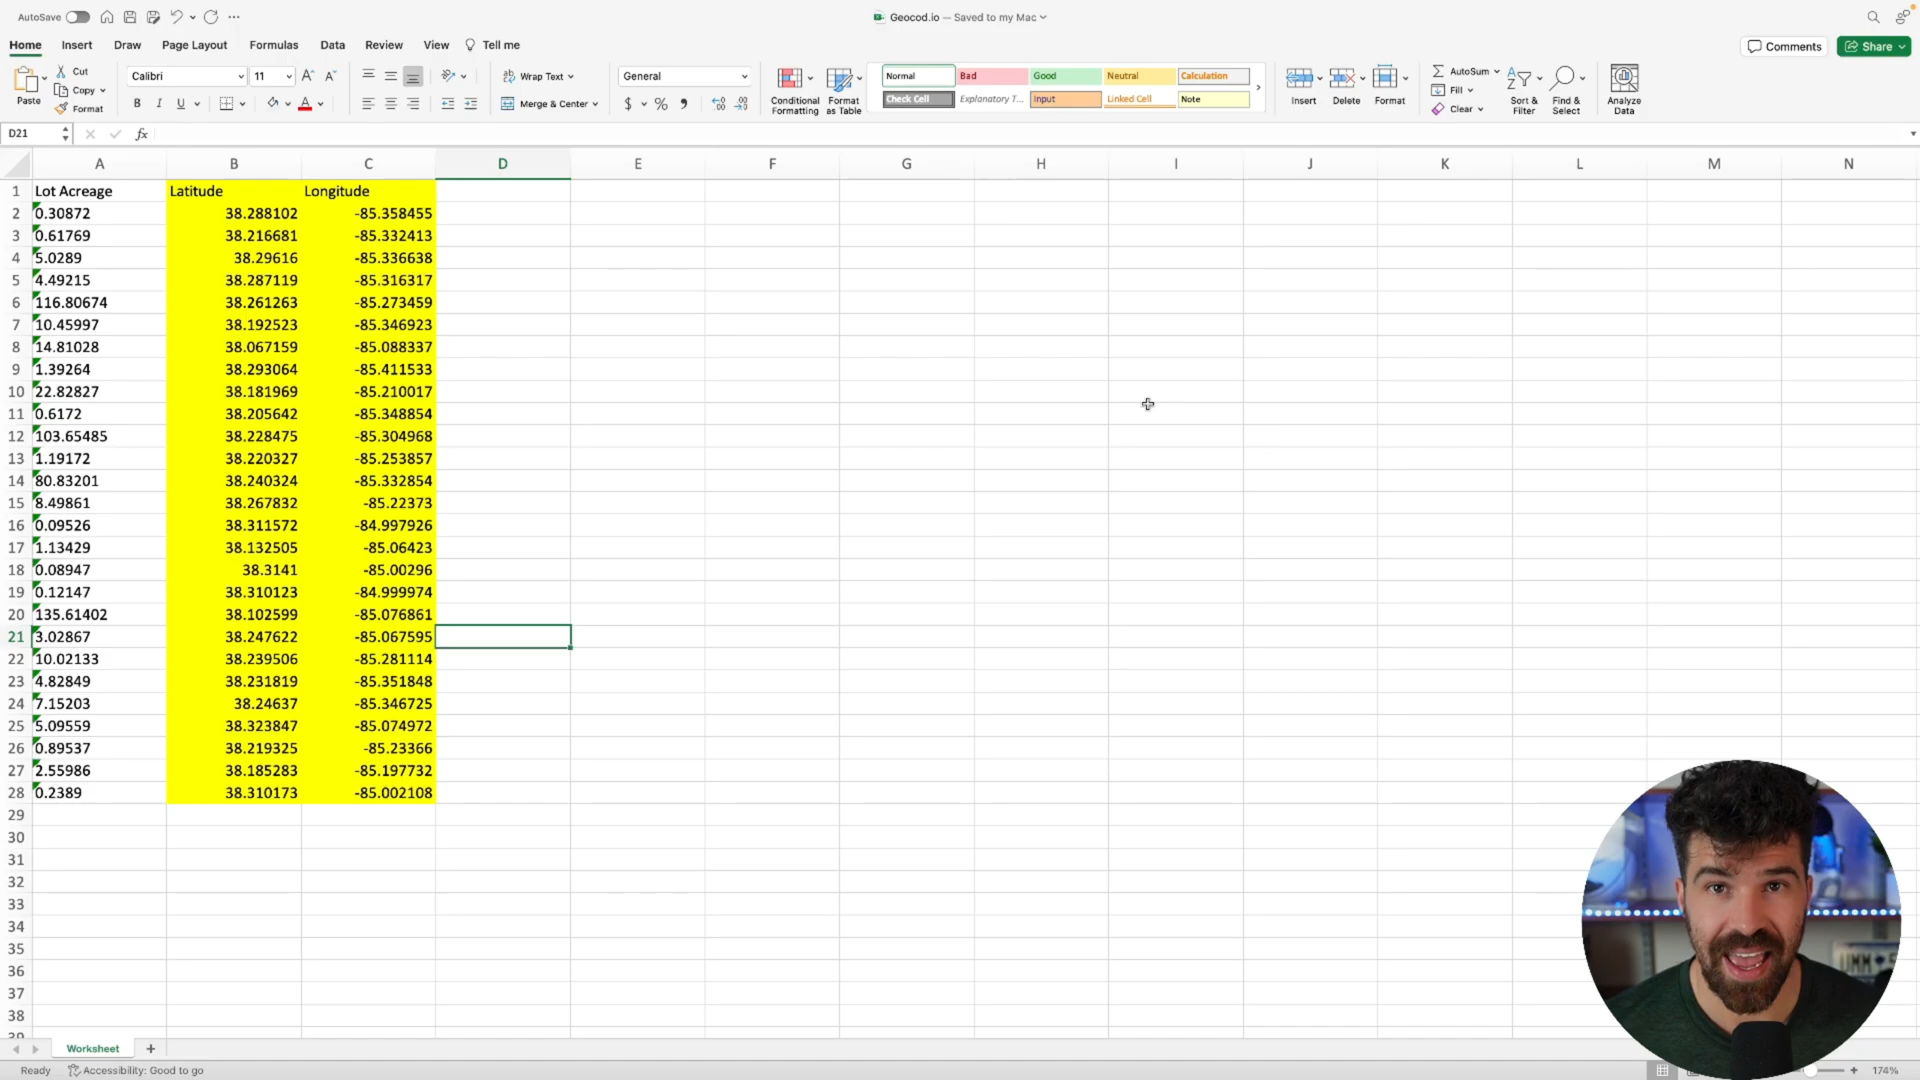 AutoSave
Geocod.io — Saved to my Mac
Home Insert Draw Page Layout Formulas Data Review View Tell me
Comments Share
Paste Cut Copy Format
Calibri 11
B I U
Wrap Text
Merge & Center
General
$ %
Conditional Formatting
Format as Table
Normal Bad Good Neutral Calculation
Check Cell Explanatory T... Input Linked Cell Note
Insert Delete Format
AutoSum
Fill
Clear
Sort & Filter
Find & Select
Analyze Data
D21 fx
A B C D E F G H I J K L M N
1 Lot Acreage Latitude Longitude
2 0.30872 38.288102 -85.358455
3 0.61769 38.216681 -85.332413
4 5.0289 38.29616 -85.336638
5 4.49215 38.287119 -85.316317
6 116.80674 38.261263 -85.273459
7 10.45997 38.192523 -85.346923
8 14.81028 38.067159 -85.088337
9 1.39264 38.293064 -85.411533
10 22.82827 38.181969 -85.210017
11 0.6172 38.205642 -85.348854
12 103.65485 38.228475 -85.304968
13 1.19172 38.220327 -85.253857
14 80.83201 38.240324 -85.332854
15 8.49861 38.267832 -85.22373
16 0.09526 38.311572 -84.997926
17 1.13429 38.132505 -85.06423
18 0.08947 38.3141 -85.00296
19 0.12147 38.310123 -84.999974
20 135.61402 38.102599 -85.076861
21 3.02867 38.247622 -85.067595
22 10.02133 38.239506 -85.281114
23 4.82849 38.231819 -85.351848
24 7.15203 38.24637 -85.346725
25 5.09559 38.323847 -85.074972
26 0.89537 38.219325 -85.23366
27 2.55986 38.185283 -85.197732
28 0.2389 38.310173 -85.002108
29
30
31
32
33
34
35
36
37
38
39
Worksheet +
Ready Accessibility: Good to go 174%